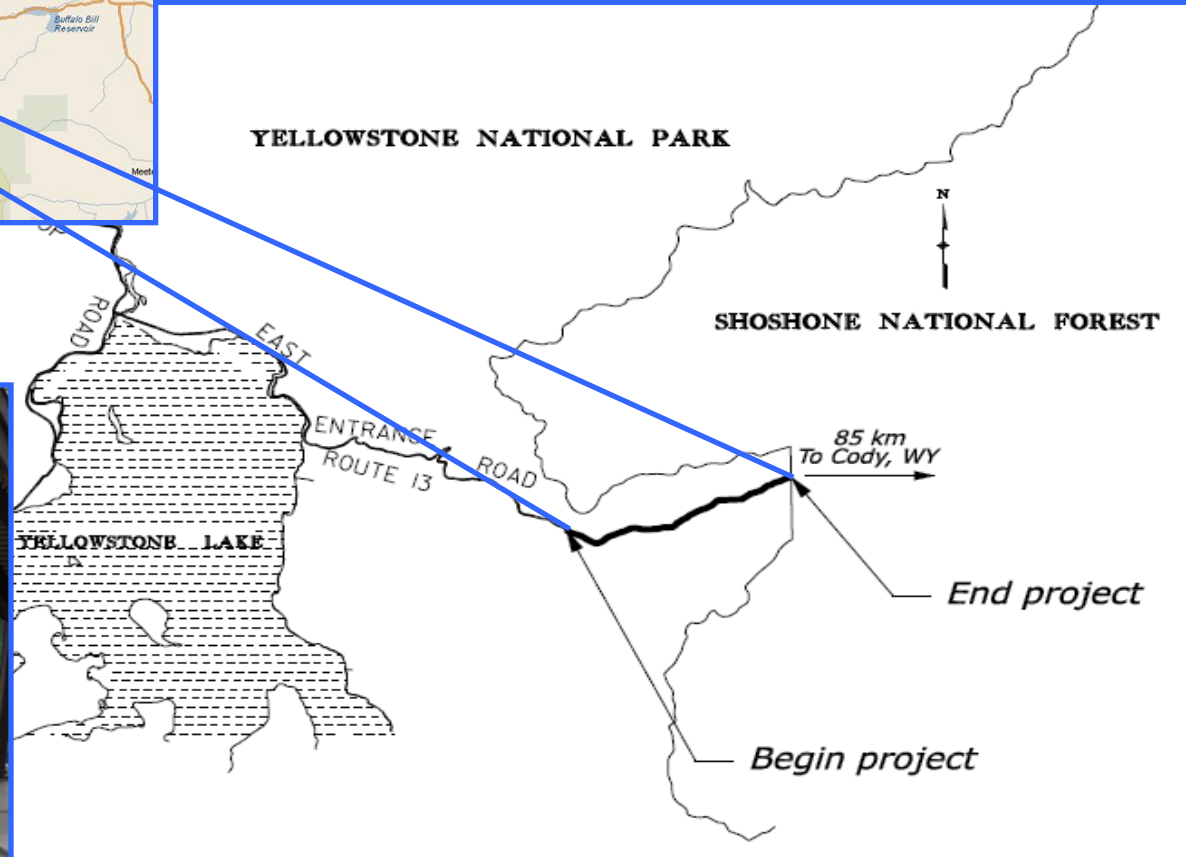 Buffalo Bill
Reservoir
YELLOWSTONE NATIONAL PARK
N
SHOSHONE NATIONAL FOREST
ROAD
EAST
ENTRANCE
ROAD
ROUTE 13
85 km
To Cody, WY
YELLOWSTONE LAKE
End project
Begin project